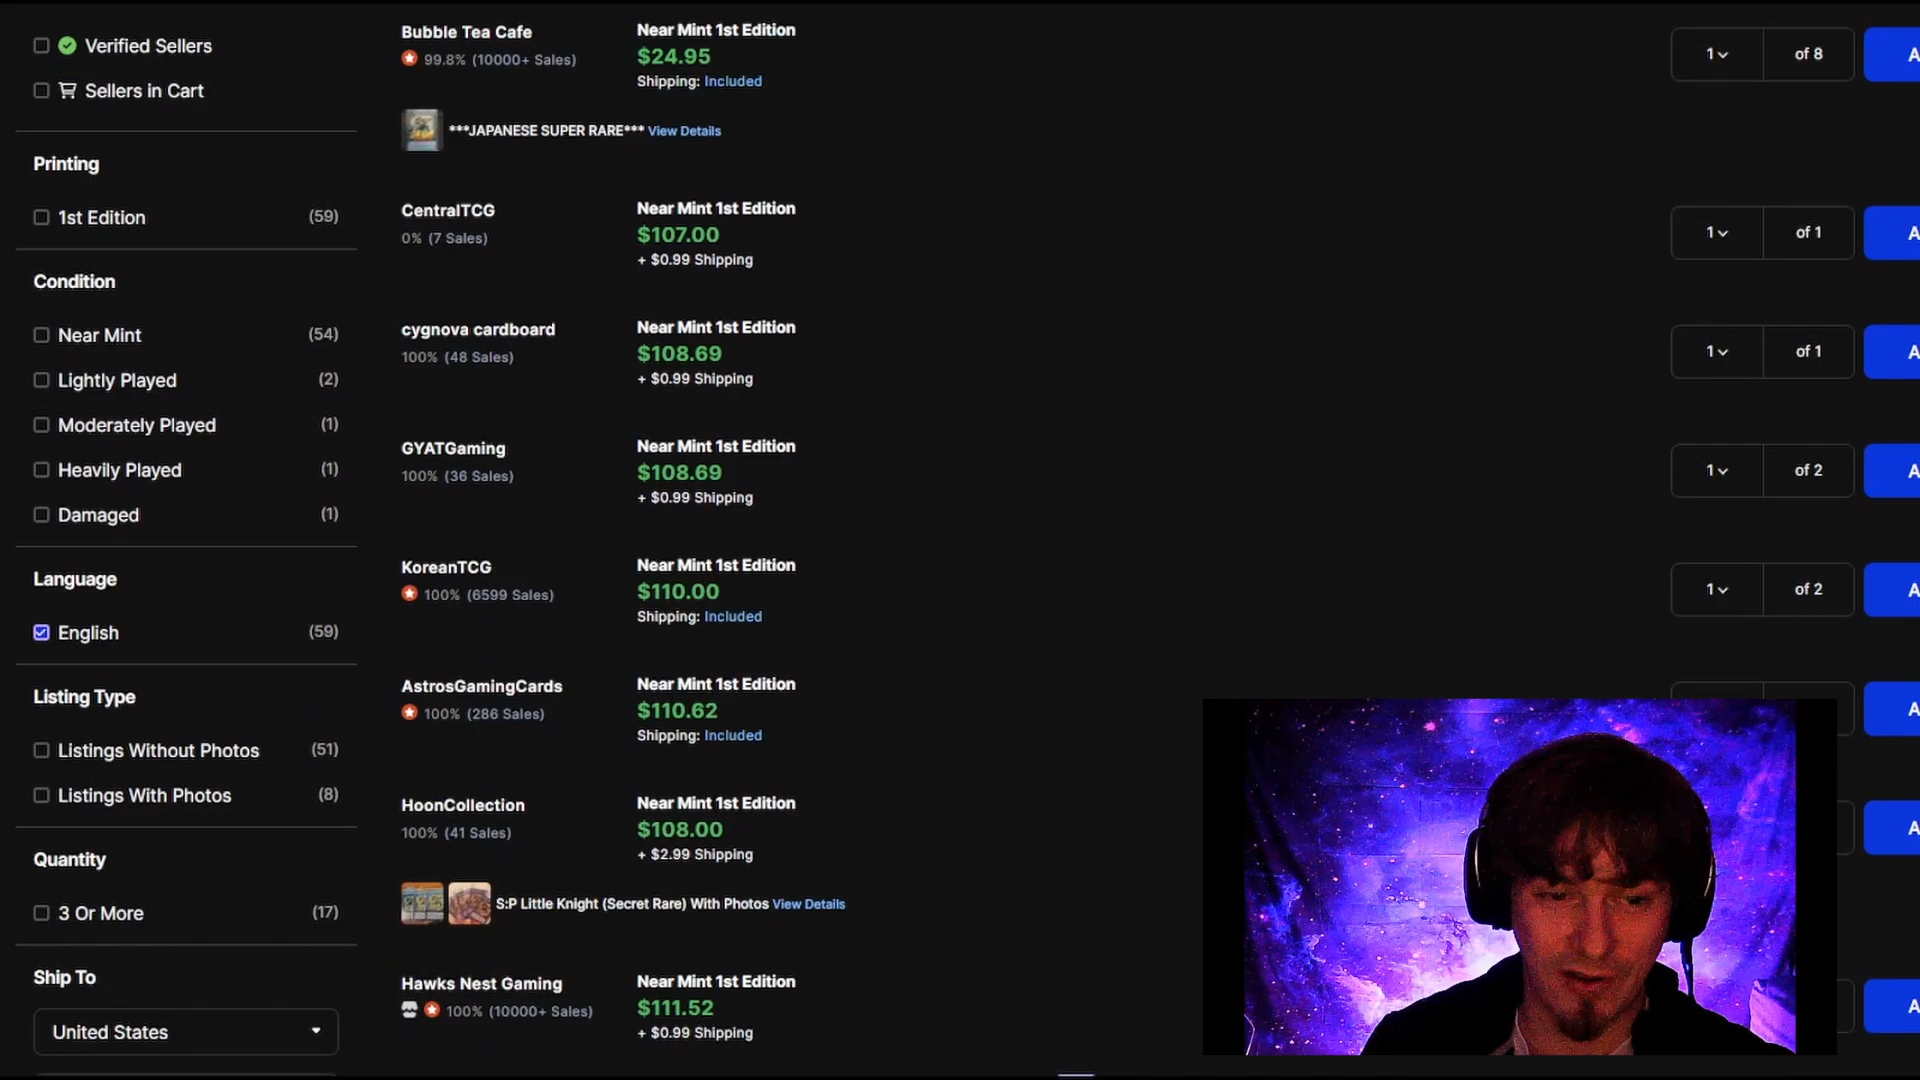 Verified Sellers
Sellers in Cart
Printing
1st Edition (59)
Condition
Near Mint (54)
Lightly Played (2)
Moderately Played (1)
Heavily Played (1)
Damaged (1)
Language
English (59)
Listing Type
Listings Without Photos (51)
Listings With Photos (8)
Quantity
3 Or More (17)
Ship To
United States
Bubble Tea Cafe
99.8% (10000+ Sales)
Near Mint 1st Edition
$24.95
Shipping: Included
1 of 8
A
***JAPANESE SUPER RARE*** View Details
CentralTCG
0% (7 Sales)
Near Mint 1st Edition
$107.00
+ $0.99 Shipping
1 of 1
A
cygnova cardboard
100% (48 Sales)
Near Mint 1st Edition
$108.69
+ $0.99 Shipping
1 of 1
A
GYATGaming
100% (36 Sales)
Near Mint 1st Edition
$108.69
+ $0.99 Shipping
1 of 2
A
KoreanTCG
100% (6599 Sales)
Near Mint 1st Edition
$110.00
Shipping: Included
1 of 2
A
AstrosGamingCards
100% (286 Sales)
Near Mint 1st Edition
$110.62
Shipping: Included
A
HoonCollection
100% (41 Sales)
Near Mint 1st Edition
$108.00
+ $2.99 Shipping
A
S:P Little Knight (Secret Rare) With Photos View Details
Hawks Nest Gaming
100% (10000+ Sales)
Near Mint 1st Edition
$111.52
+ $0.99 Shipping
A